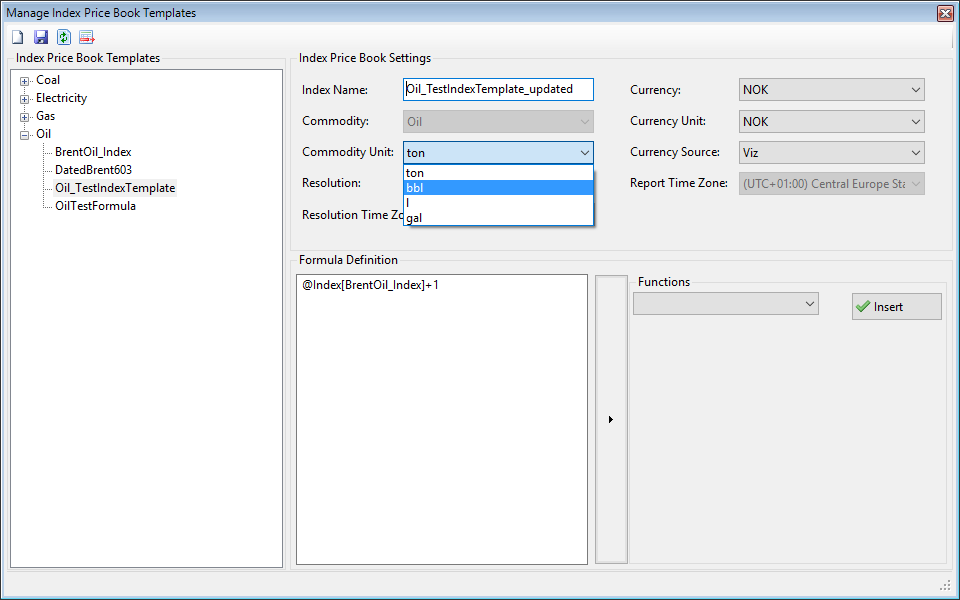 Manage Index Price Book Templates
Index Price Book Templates
Coal
Electricity
Gas
Oil
BrentOil_Index
DatedBrent603
Oil_TestIndexTemplate
OilTestFormula
Index Price Book Settings
Index Name: Oil_TestIndexTemplate_updated
Currency: NOK
Commodity: Oil
Currency Unit: NOK
Commodity Unit: ton
Currency Source: Viz
ton
bbl
l
gal
Resolution:
Report Time Zone: (UTC+01:00) Central Europe Sta
Resolution Time Zo
Formula Definition
@Index[BrentOil_Index]+1
Functions
Insert